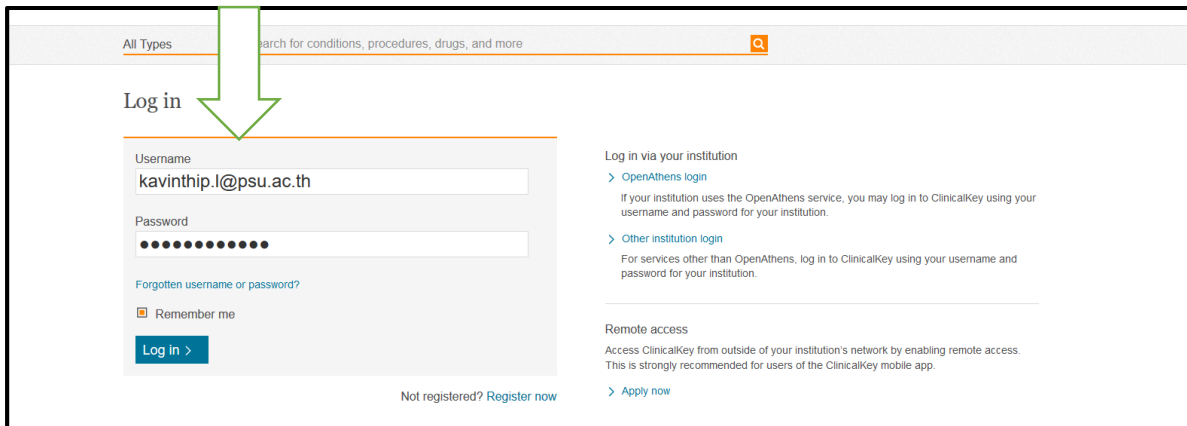 All Types earch for conditions, procedures, drugs, and more
Log in
Username
kavinthip.l@psu.ac.th
Password
●●●●●●●●●●●●
Forgotten username or password?
Remember me
Log in >
Not registered? Register now
Log in via your institution
> OpenAthens login
If your institution uses the OpenAthens service, you may log in to ClinicalKey using your
username and password for your institution.
> Other institution login
For services other than OpenAthens, log in to ClinicalKey using your username and
password for your institution.
Remote access
Access ClinicalKey from outside of your institution's network by enabling remote access.
This is strongly recommended for users of the ClinicalKey mobile app.
> Apply now